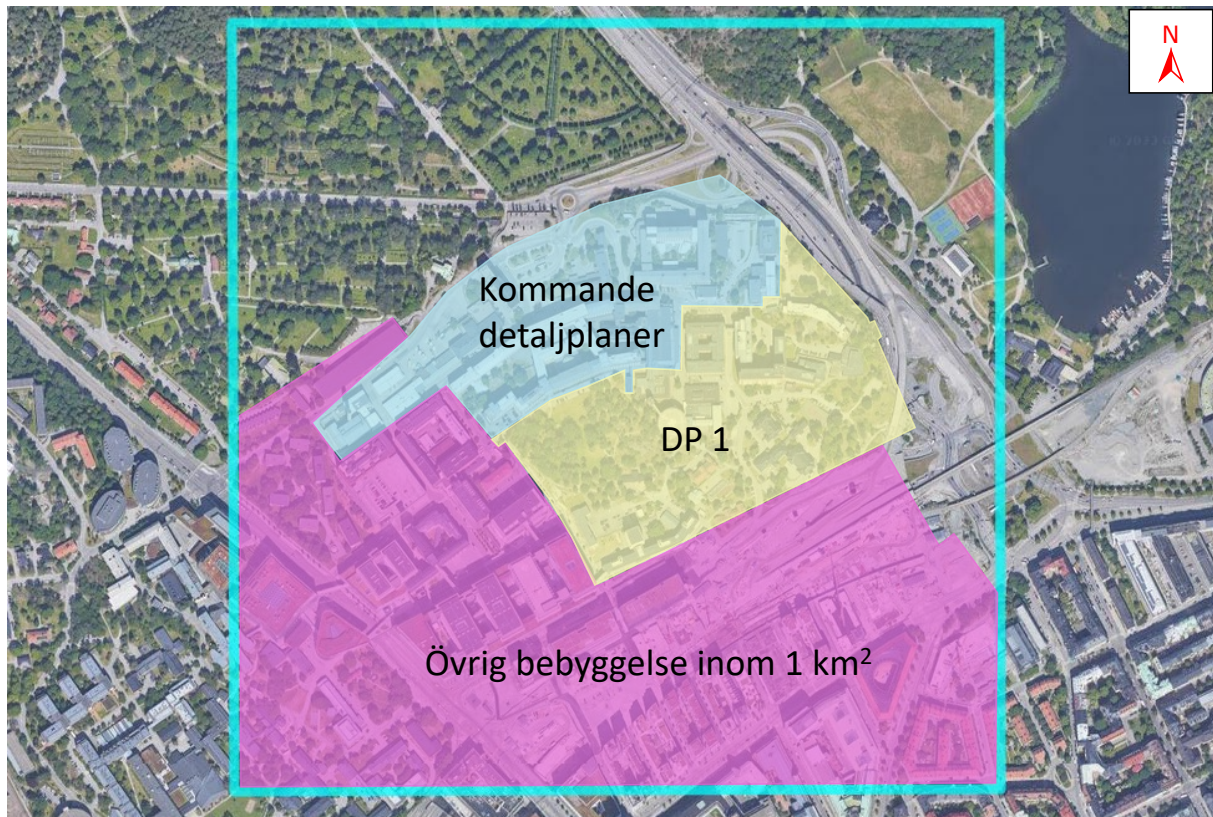 N
Kommande
detaljplaner
DP 1
Övrig bebyggelse inom 1 km²